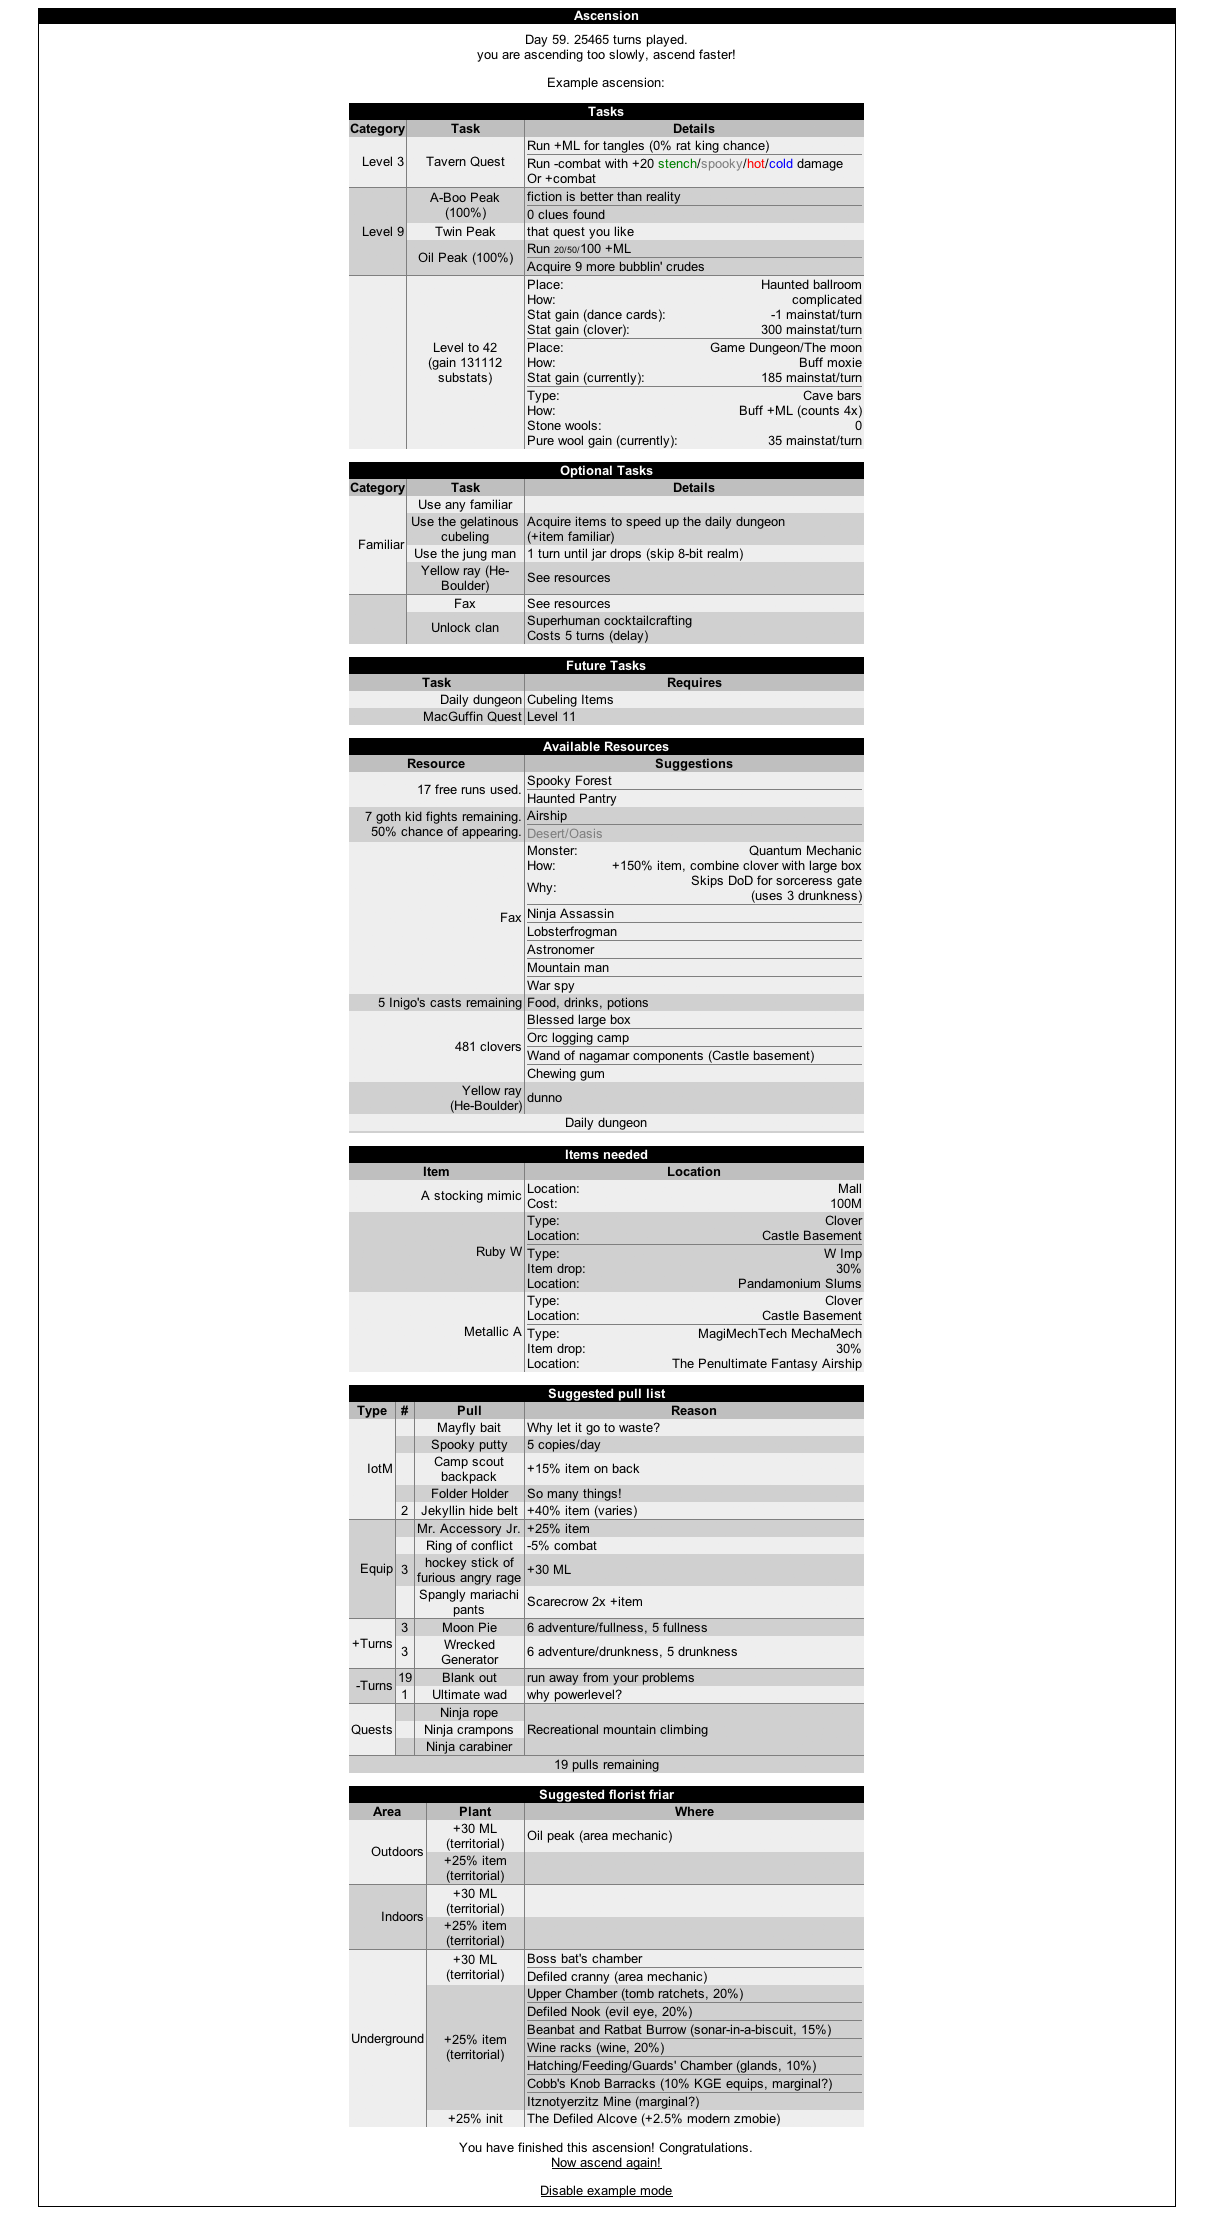 Ascension
Day 59. 25465 turns played.
you are ascending too slowly, ascend faster!
Example ascension:
Tasks
Category Task Details
Level 3 Tavern Quest
Run +ML for tangles (0% rat king chance)
Run -combat with +20 stench/spooky/hot/cold damage
Or +combat
Level 9
A-Boo Peak
(100%)
fiction is better than reality
0 clues found
Twin Peak that quest you like
Oil Peak (100%)
Run 20/50/100 +ML
Acquire 9 more bubblin' crudes
Level to 42
(gain 131112
substats)
Place: Haunted ballroom
How: complicated
Stat gain (dance cards): -1 mainstat/turn
Stat gain (clover): 300 mainstat/turn
Place: Game Dungeon/The moon
How: Buff moxie
Stat gain (currently): 185 mainstat/turn
Type: Cave bars
How: Buff +ML (counts 4x)
Stone wools: 0
Pure wool gain (currently): 35 mainstat/turn
Optional Tasks
Category Task Details
Familiar
Use any familiar
Use the gelatinous
cubeling
Acquire items to speed up the daily dungeon
(+item familiar)
Use the jung man 1 turn until jar drops (skip 8-bit realm)
Yellow ray (He-
Boulder)
See resources
Fax See resources
Unlock clan
Superhuman cocktailcrafting
Costs 5 turns (delay)
Future Tasks
Task Requires
Daily dungeon Cubeling Items
MacGuffin Quest Level 11
Available Resources
Resource Suggestions
17 free runs used.
Spooky Forest
Haunted Pantry
7 goth kid fights remaining.
50% chance of appearing.
Airship
Desert/Oasis
Fax
Monster: Quantum Mechanic
How: +150% item, combine clover with large box
Why: Skips DoD for sorceress gate
(uses 3 drunkness)
Ninja Assassin
Lobsterfrogman
Astronomer
Mountain man
War spy
5 Inigo's casts remaining Food, drinks, potions
481 clovers
Blessed large box
Orc logging camp
Wand of nagamar components (Castle basement)
Chewing gum
Yellow ray
(He-Boulder)
dunno
Daily dungeon
Items needed
Item Location
A stocking mimic
Location: Mall
Cost: 100M
Ruby W
Type: Clover
Location: Castle Basement
Type: W Imp
Item drop: 30%
Location: Pandamonium Slums
Metallic A
Type: Clover
Location: Castle Basement
Type: MagiMechTech MechaMech
Item drop: 30%
Location: The Penultimate Fantasy Airship
Suggested pull list
Type # Pull Reason
IotM
Mayfly bait Why let it go to waste?
Spooky putty 5 copies/day
Camp scout
backpack
+15% item on back
Folder Holder So many things!
2 Jekyllin hide belt +40% item (varies)
Equip
Mr. Accessory Jr. +25% item
Ring of conflict -5% combat
3 hockey stick of
furious angry rage
+30 ML
Spangly mariachi
pants
Scarecrow 2x +item
+Turns
3 Moon Pie 6 adventure/fullness, 5 fullness
3 Wrecked
Generator
6 adventure/drunkness, 5 drunkness
-Turns
19 Blank out run away from your problems
1 Ultimate wad why powerlevel?
Quests
Ninja rope
Ninja crampons
Ninja carabiner
Recreational mountain climbing
19 pulls remaining
Suggested florist friar
Area Plant Where
Outdoors
+30 ML
(territorial)
Oil peak (area mechanic)
+25% item
(territorial)
Indoors
+30 ML
(territorial)
+25% item
(territorial)
Underground
+30 ML
(territorial)
Boss bat's chamber
Defiled cranny (area mechanic)
+25% item
(territorial)
Upper Chamber (tomb ratchets, 20%)
Defiled Nook (evil eye, 20%)
Beanbat and Ratbat Burrow (sonar-in-a-biscuit, 15%)
Wine racks (wine, 20%)
Hatching/Feeding/Guards' Chamber (glands, 10%)
Cobb's Knob Barracks (10% KGE equips, marginal?)
Itznotyerzitz Mine (marginal?)
+25% init The Defiled Alcove (+2.5% modern zmobie)
You have finished this ascension! Congratulations.
Now ascend again!
Disable example mode